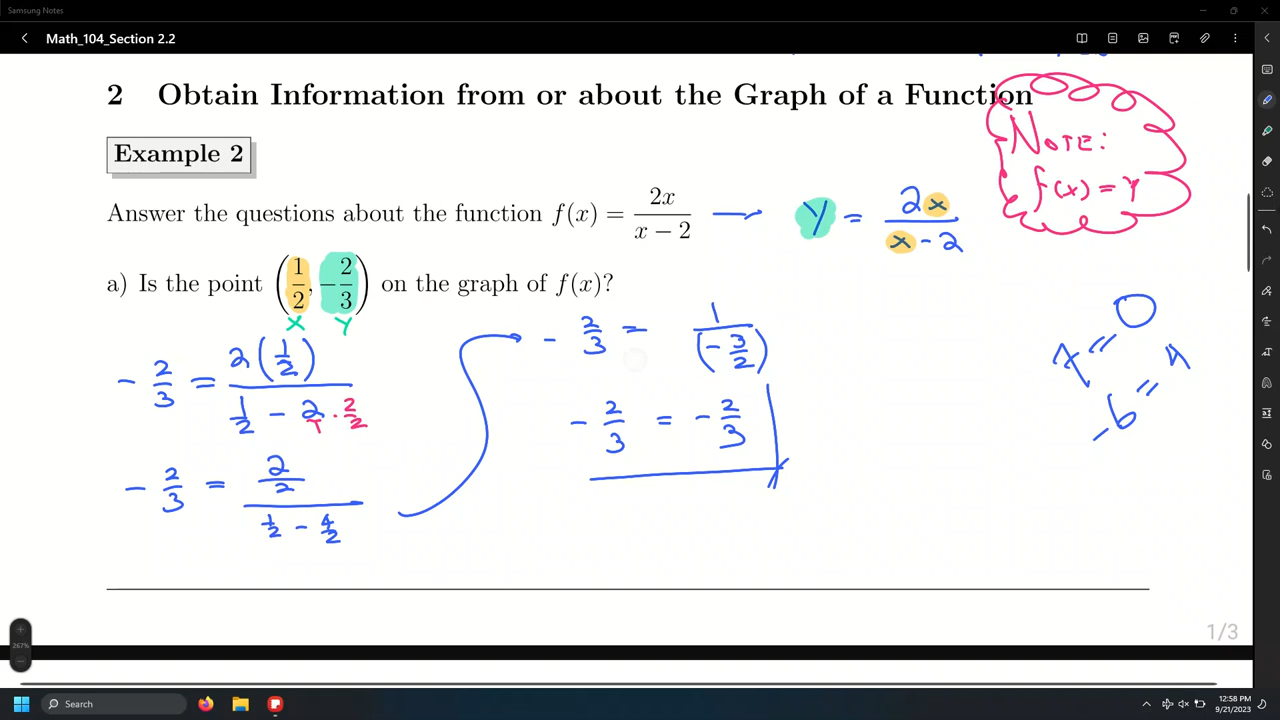 Samsung Notes
Math_104_Section 2.2
2 Obtain Information from or about the Graph of a Function
NOTE:
f(x) = Y
Example 2
Answer the questions about the function f(x) = 2x / (x − 2) → y = 2x / (x - 2)
a) Is the point (1/2, −2/3) on the graph of f(x)?
X Y
- 2/3 = 2(1/2) / (1/2 - 2/1 · 2/2)
- 2/3 = (2/2) / (1/2 - 4/2)
- 2/3 = 1 / (- 3/2)
- 2/3 = - 2/3
1/3
267%
Search
12:58 PM
9/21/2023